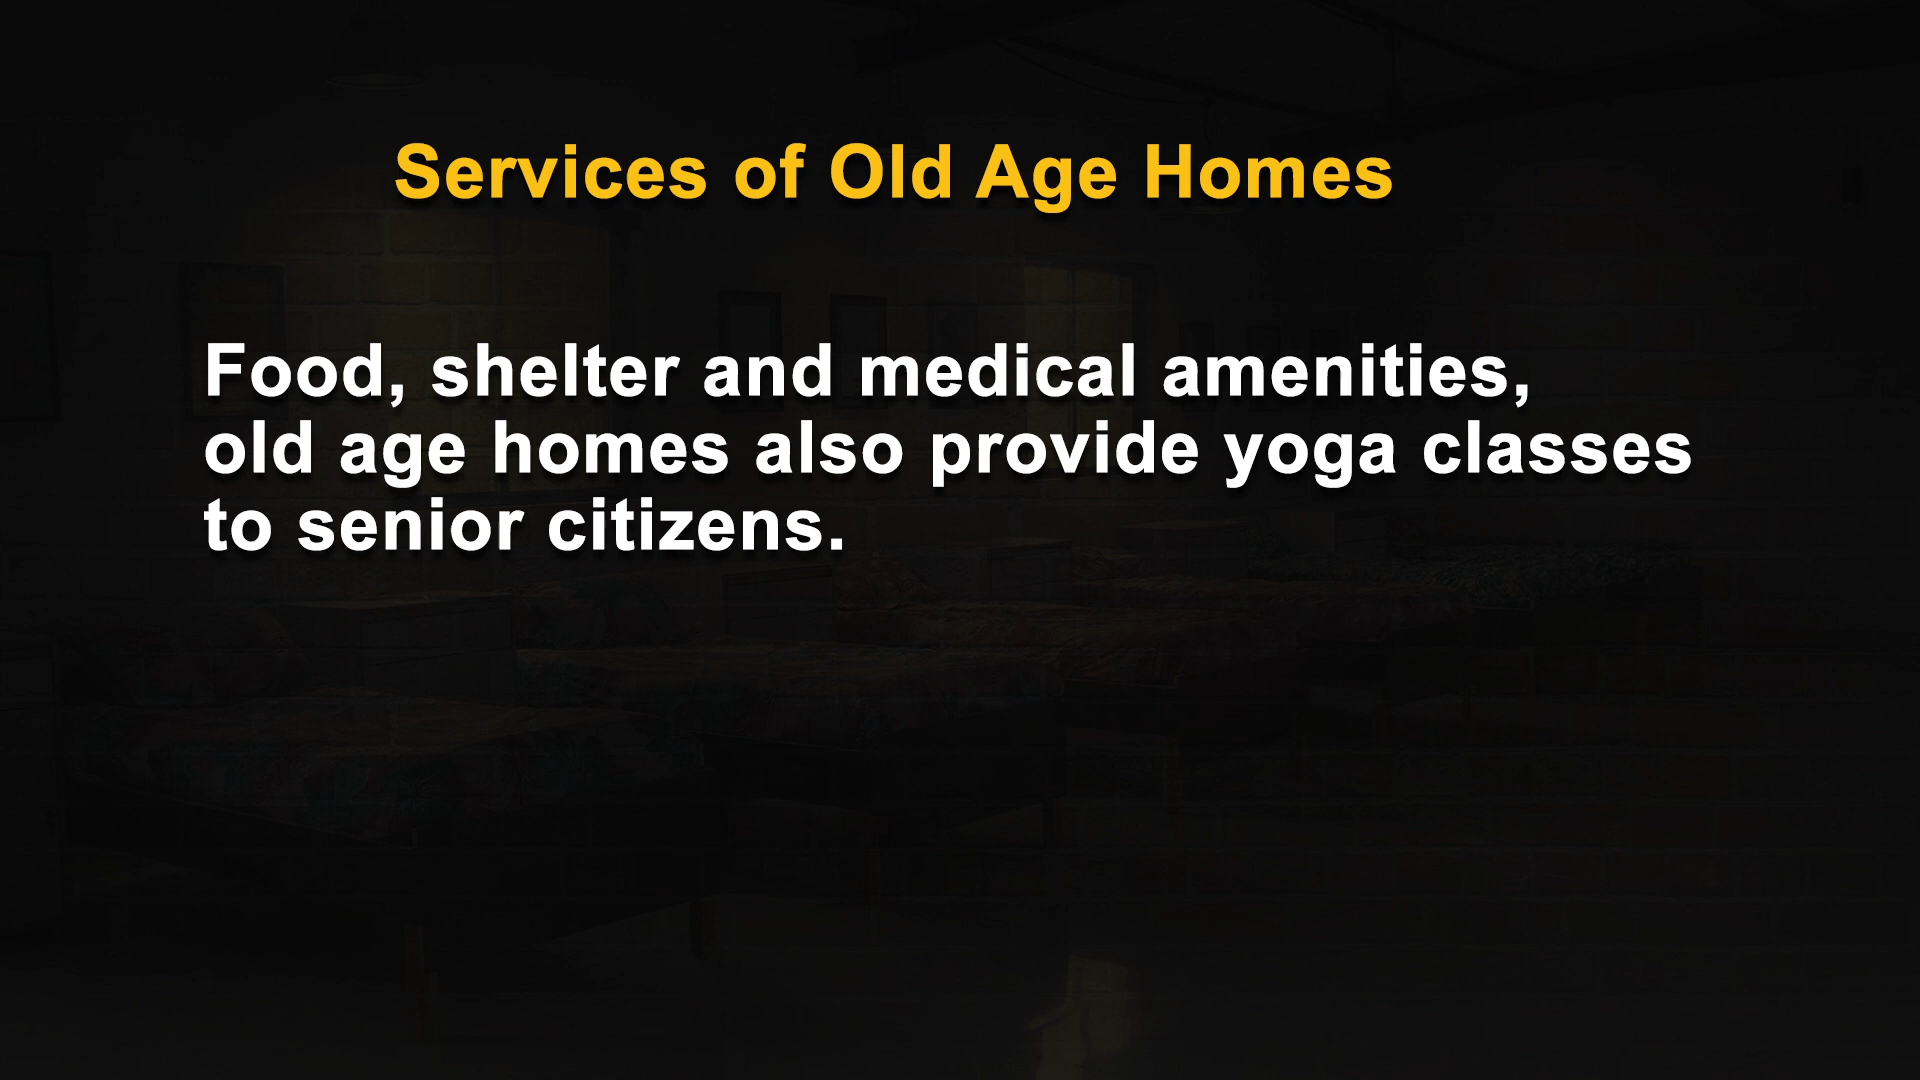 Services of Old Age Homes
Food, shelter and medical amenities,
old age homes also provide yoga classes
to senior citizens.